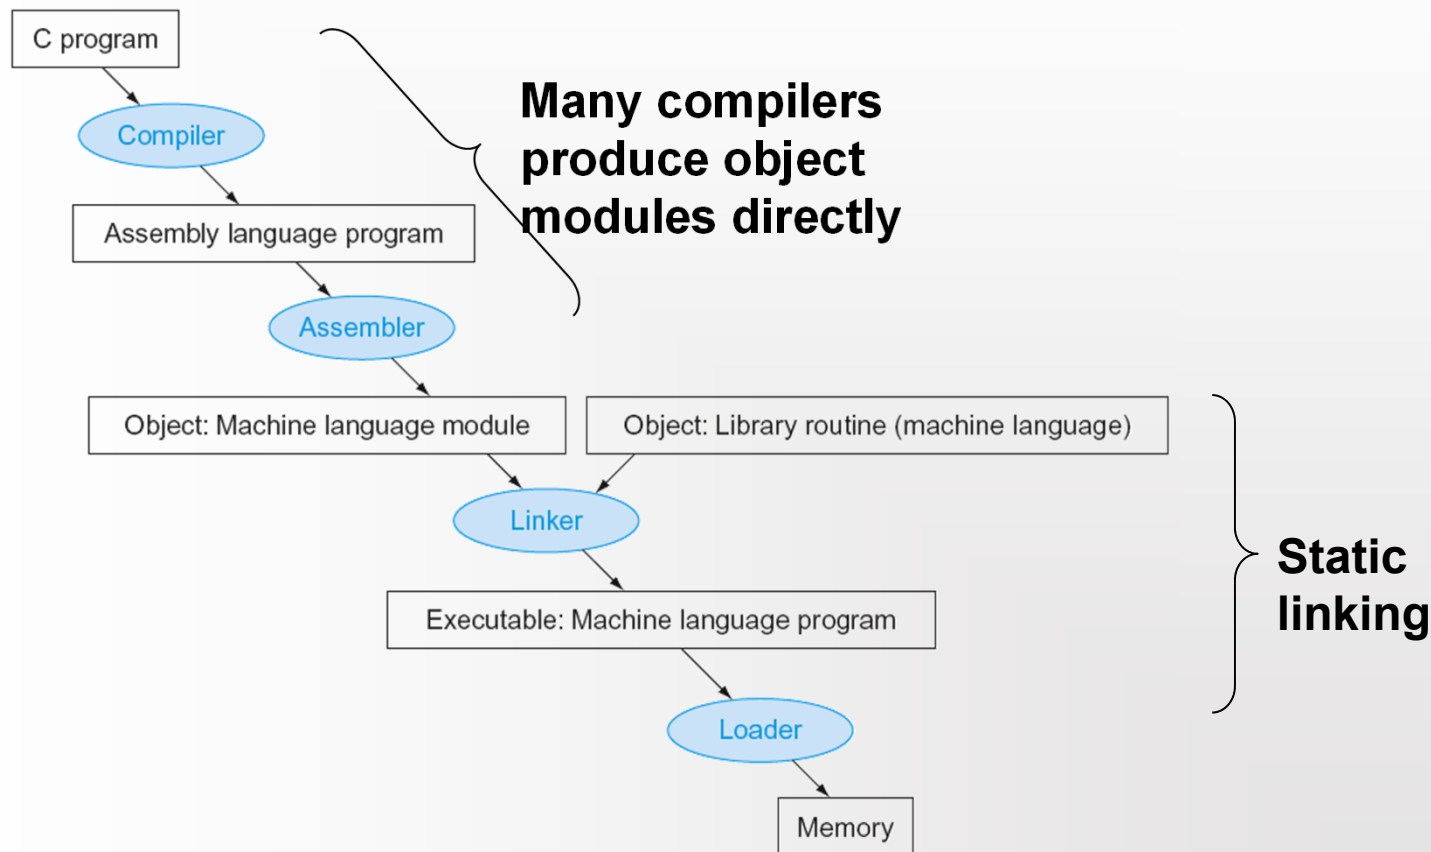 C program
Many compilers
produce object
modules directly
Compiler
Assembly language program
Assembler
Object: Machine language module
Object: Library routine (machine language)
Linker
Static
linking
Executable: Machine language program
Loader
Memory